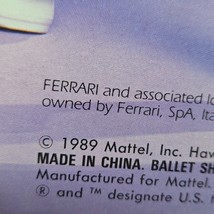 FERRARI and associated
owned by Ferrari, SpA,
© 1989 Mattel, Inc.
MADE IN CHINA. BALLET
Manufactured for Mattel.
® and ™ designate U.S.